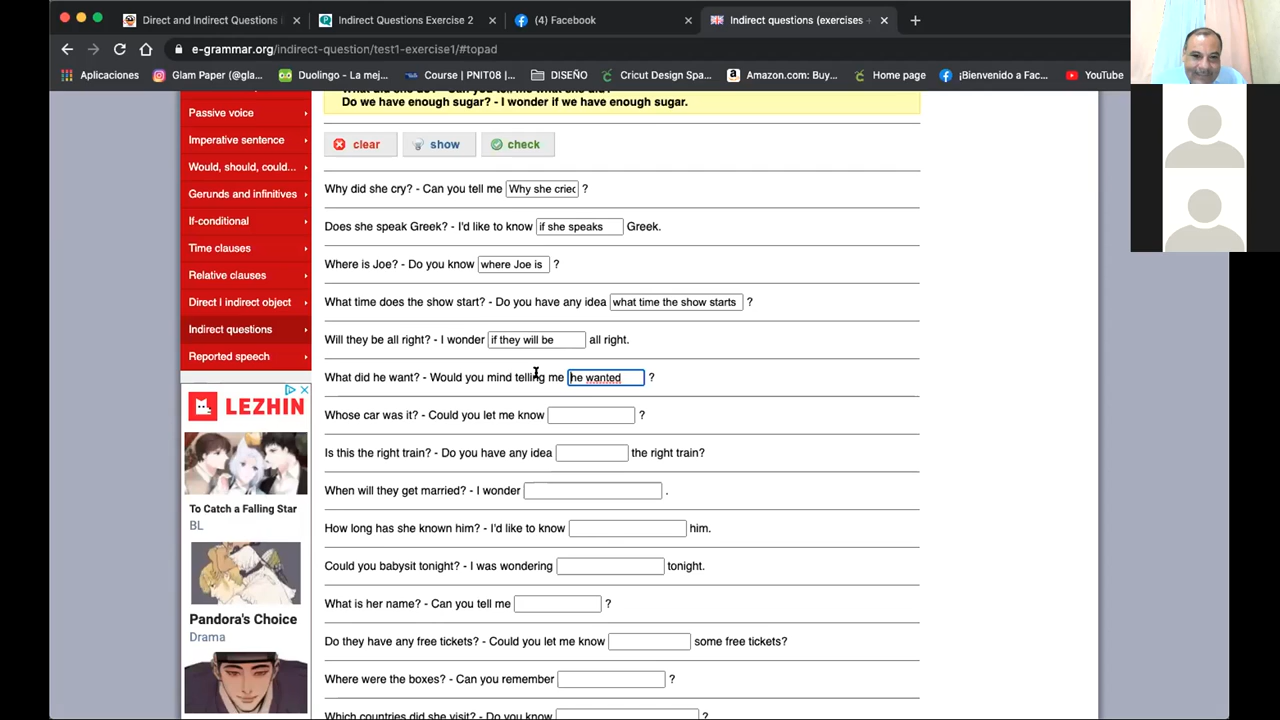 Direct and Indirect Questions i
Indirect Questions Exercise 2
(4) Facebook
Indirect questions (exercises
e-grammar.org/indirect-question/test1-exercise1/#topad
Aplicaciones
Instagram (@gla...
Duolingo - La mej...
Course | PNIT08 |...
DISEÑO
Cricut Design Spa...
Amazon.com: Buy...
Home page
¡Bienvenido a Fac...
YouTube
Do we have enough sugar? - I wonder if we have enough sugar.
clear show check
Passive voice
Imperative sentence
Would, should, could...
Gerunds and infinitives
If-conditional
Time clauses
Relative clauses
Direct I indirect object
Indirect questions
Reported speech
LEZHIN
To Catch a Falling Star
BL
Pandora's Choice
Drama
Why did she cry? - Can you tell me Why she cried ?
Does she speak Greek? - I'd like to know if she speaks Greek.
Where is Joe? - Do you know where Joe is ?
What time does the show start? - Do you have any idea what time the show starts ?
Will they be all right? - I wonder if they will be all right.
What did he want? - Would you mind telling me he wanted ?
Whose car was it? - Could you let me know ?
Is this the right train? - Do you have any idea the right train?
When will they get married? - I wonder .
How long has she known him? - I'd like to know him.
Could you babysit tonight? - I was wondering tonight.
What is her name? - Can you tell me ?
Do they have any free tickets? - Could you let me know some free tickets?
Where were the boxes? - Can you remember ?
Which countries did she visit? - Do you know ?